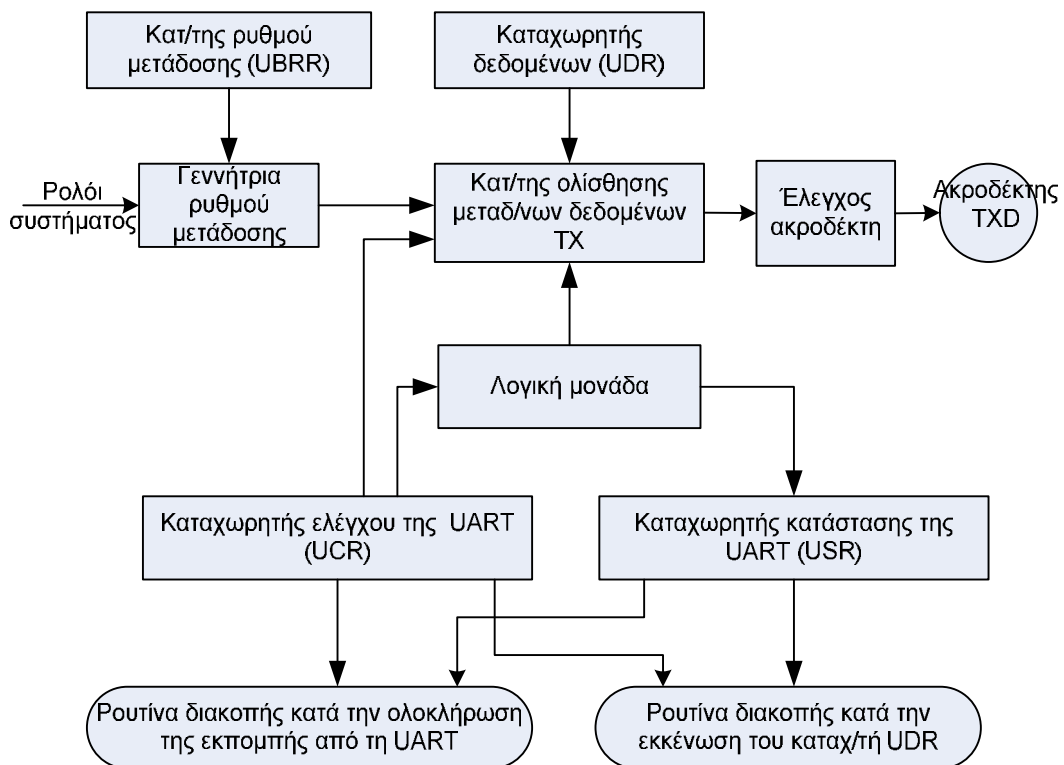 Κατ/της ρυθμού
μετάδοσης (UBRR)
Καταχωρητής
δεδομένων (UDR)
Ρολόι
συστήματος
Γεννήτρια
ρυθμού
μετάδοσης
Κατ/της ολίσθησης
μεταδ/νων δεδομένων
TX
Έλεγχος
ακροδέκτη
Ακροδέκτης
TXD
Λογική μονάδα
Καταχωρητής ελέγχου της UART
(UCR)
Καταχωρητής κατάστασης της
UART (USR)
Ρουτίνα διακοπής κατά την ολοκλήρωση
της εκπομπής από τη UART
Ρουτίνα διακοπής κατά την
εκκένωση του καταχ/τή UDR